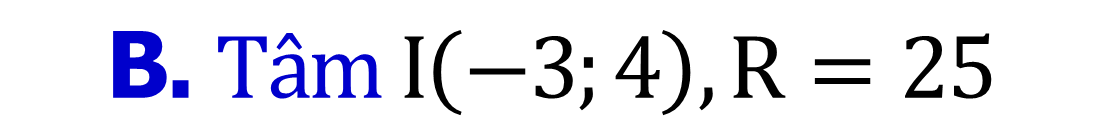 B. Tâm I(−3; 4), R = 25